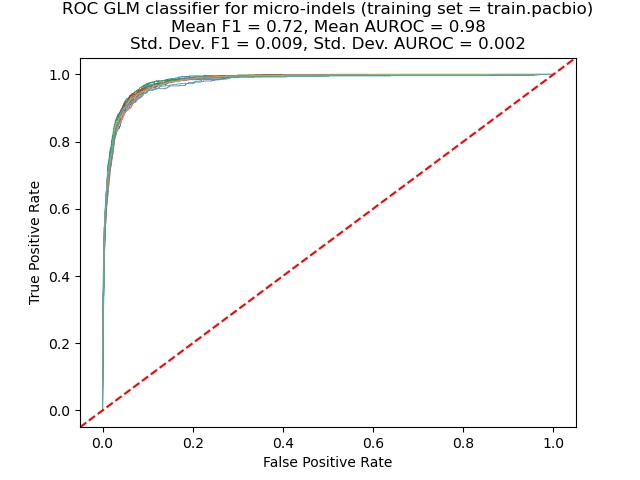 ROC GLM classifier for micro-indels (training set = train.pacbio)
Mean F1 = 0.72, Mean AUROC = 0.98
Std. Dev. F1 = 0.009, Std. Dev. AUROC = 0.002
True Positive Rate
1.0
0.8
0.6
0.4
0.2
0.0
0.0 0.2 0.4 0.6 0.8 1.0
False Positive Rate